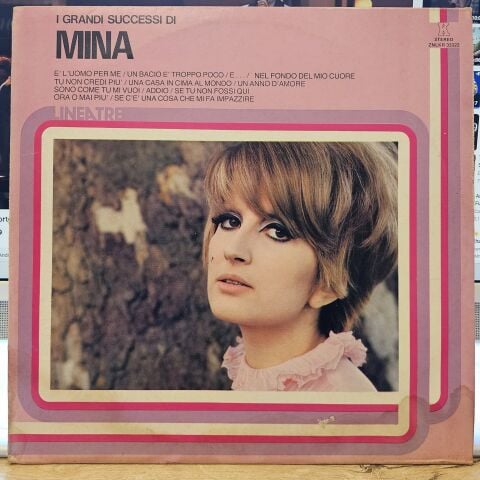 I GRANDI SUCCESSI DI
MINA
STEREO
ZNLKR 33322
E' L'UOMO PER ME / UN BACIO E' TROPPO POCO / E . . . / NEL FONDO DEL MIO CUORE
TU NON CREDI PIU' / UNA CASA IN CIMA AL MONDO / UN ANNO D'AMORE
SONO COME TU MI VUOI / ADDIO / SE TU NON FOSSI QUI
ORA O MAI PIU' / SE C'E' UNA COSA CHE MI FA IMPAZZIRE
LINEATRE